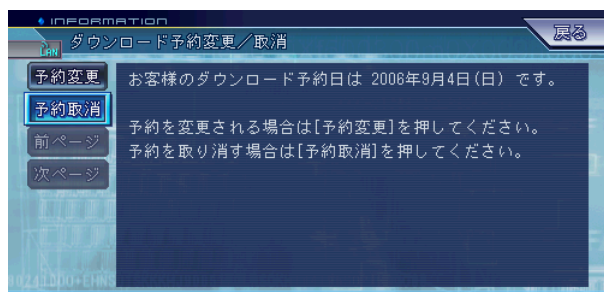 INFORMATION
戻る
LAN
ダウンロード予約変更／取消
予約変更
予約取消
前ページ
次ページ
お客様のダウンロード予約日は 2006年9月4日(日) です。
予約を変更される場合は[予約変更]を押してください。
予約を取り消す場合は[予約取消]を押してください。